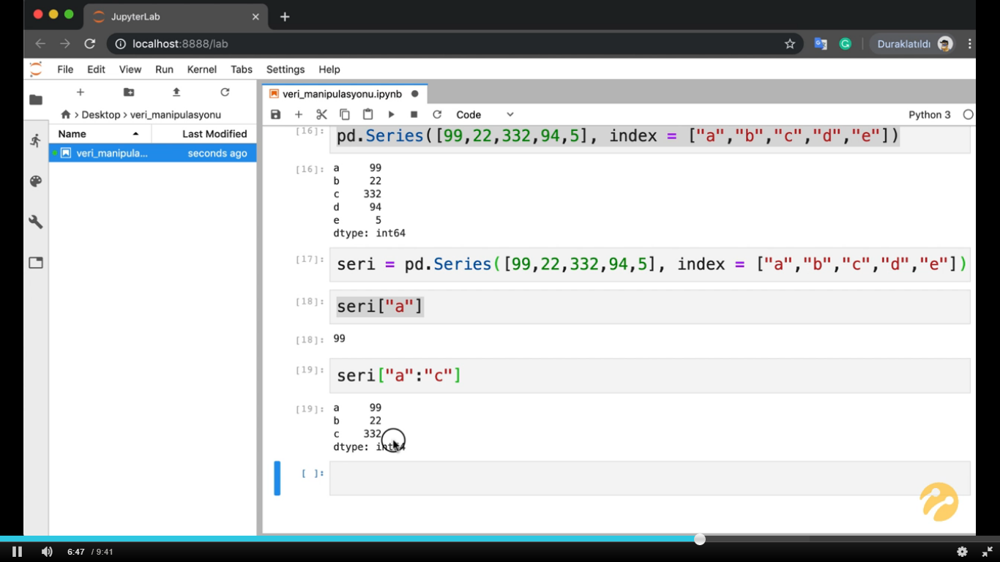 JupyterLab
localhost:8888/lab
Duraklatıldı
File Edit View Run Kernel Tabs Settings Help
veri_manipulasyonu.ipynb
Desktop > veri_manipulasyonu
Code
Python 3
Name Last Modified
veri_manipula... seconds ago
[16]: pd.Series([99,22,332,94,5], index = ["a","b","c","d","e"])
[16]: a 99
b 22
c 332
d 94
e 5
dtype: int64
[17]: seri = pd.Series([99,22,332,94,5], index = ["a","b","c","d","e"])
[18]: seri["a"]
[18]: 99
[19]: seri["a":"c"]
[19]: a 99
b 22
c 332
dtype: int64
[ ]:
6:47 / 9:41